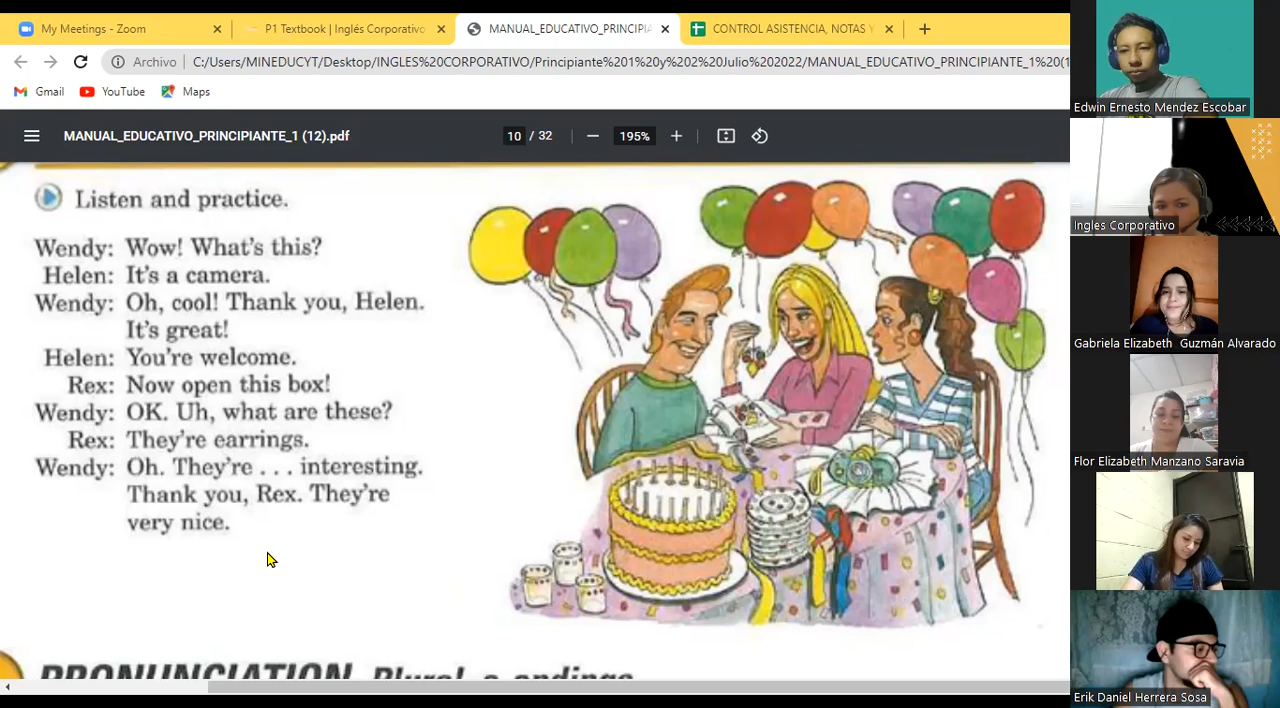 My Meetings - Zoom
P1 Textbook | Inglés Corporativo
MANUAL_EDUCATIVO_PRINCIPIA
CONTROL ASISTENCIA, NOTAS Y
Archivo
C:/Users/MINEDUCYT/Desktop/INGLES%20CORPORATIVO/Principiante%201%20y%202%20Julio%202022/MANUAL_EDUCATIVO_PRINCIPIANTE_1%20(1
Gmail
YouTube
Maps
MANUAL_EDUCATIVO_PRINCIPIANTE_1 (12).pdf
10 / 32
195%
Listen and practice.
Wendy: Wow! What's this?
Helen: It's a camera.
Wendy: Oh, cool! Thank you, Helen.
It's great!
Helen: You're welcome.
Rex: Now open this box!
Wendy: OK. Uh, what are these?
Rex: They're earrings.
Wendy: Oh. They're . . . interesting.
Thank you, Rex. They're
very nice.
PRONUNCIATION Plural -s endings
Edwin Ernesto Mendez Escobar
Ingles Corporativo
Gabriela Elizabeth Guzmán Alvarado
Flor Elizabeth Manzano Saravia
Erik Daniel Herrera Sosa